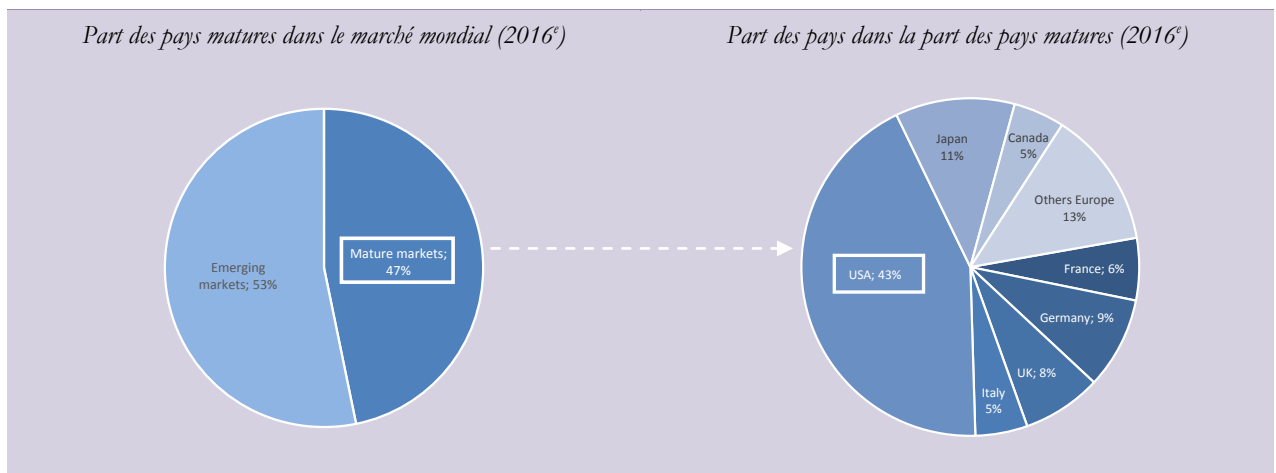 Part des pays matures dans le marché mondial (2016ᵉ)
Part des pays dans la part des pays matures (2016ᵉ)
Emerging
markets; 53%
Mature markets;
47%
Japan
11%
Canada
5%
Others Europe
13%
USA; 43%
France; 6%
Germany; 9%
UK; 8%
Italy
5%